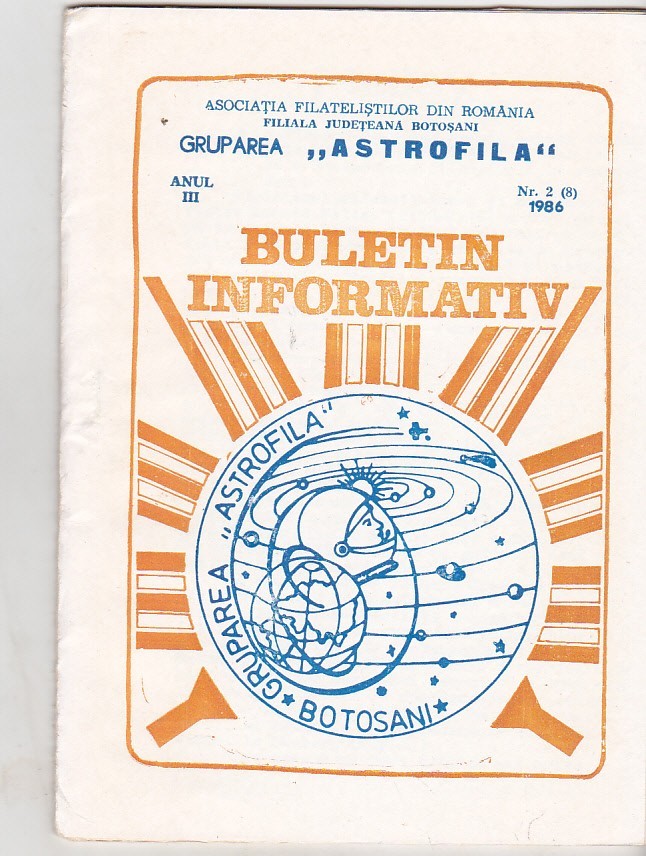 ASOCIAȚIA FILATELIȘTILOR DIN ROMÂNIA
FILIALA JUDEȚEANĂ BOTOȘANI
GRUPAREA „ASTROFILA“
ANUL
III
Nr. 2 (8)
1986
BULETIN
INFORMATIV
GRUPAREA „ASTROFILA“
BOTOSANI